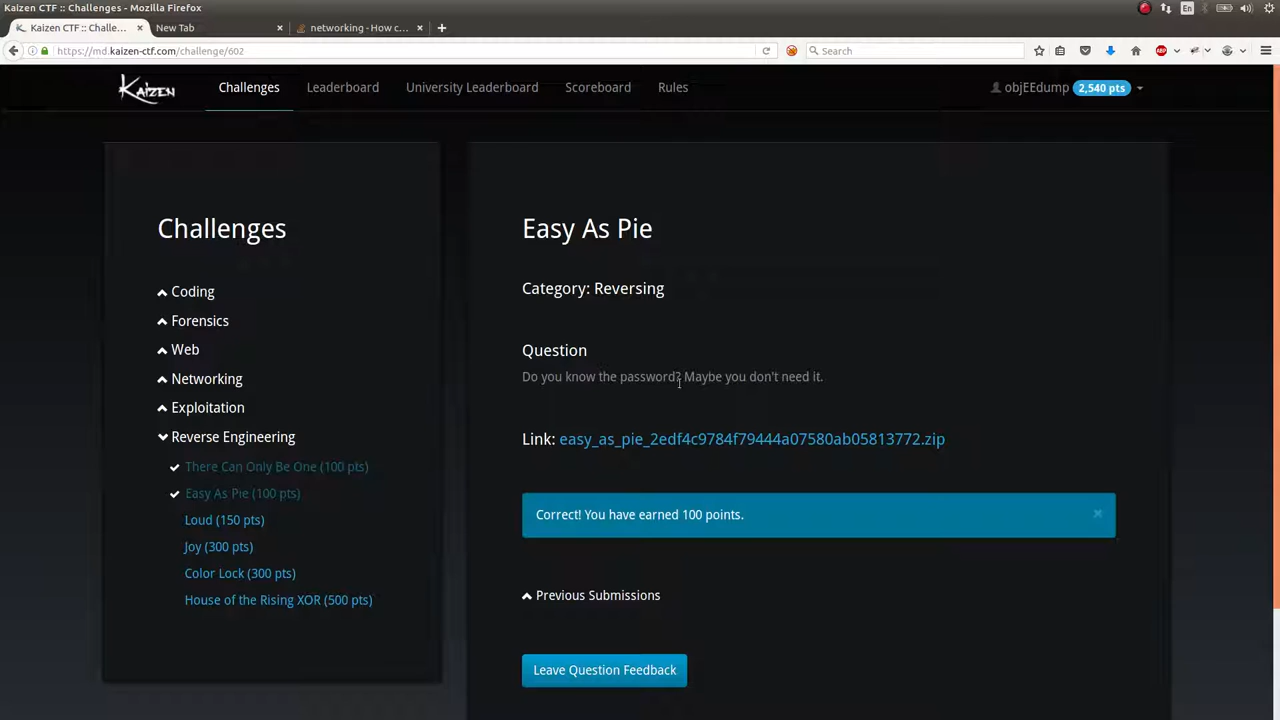 Kaizen CTF :: Challenges - Mozilla Firefox
En
Kaizen CTF :: Challe... ×
New Tab ×
networking - How c... ×
https://md.kaizen-ctf.com/challenge/602
Search
ABP
KAIZEN
Challenges
Leaderboard
University Leaderboard
Scoreboard
Rules
objEEdump 2,540 pts
Challenges
Coding
Forensics
Web
Networking
Exploitation
Reverse Engineering
There Can Only Be One (100 pts)
Easy As Pie (100 pts)
Loud (150 pts)
Joy (300 pts)
Color Lock (300 pts)
House of the Rising XOR (500 pts)
Easy As Pie
Category: Reversing
Question
Do you know the password? Maybe you don't need it.
Link: easy_as_pie_2edf4c9784f79444a07580ab05813772.zip
Correct! You have earned 100 points. ×
Previous Submissions
Leave Question Feedback